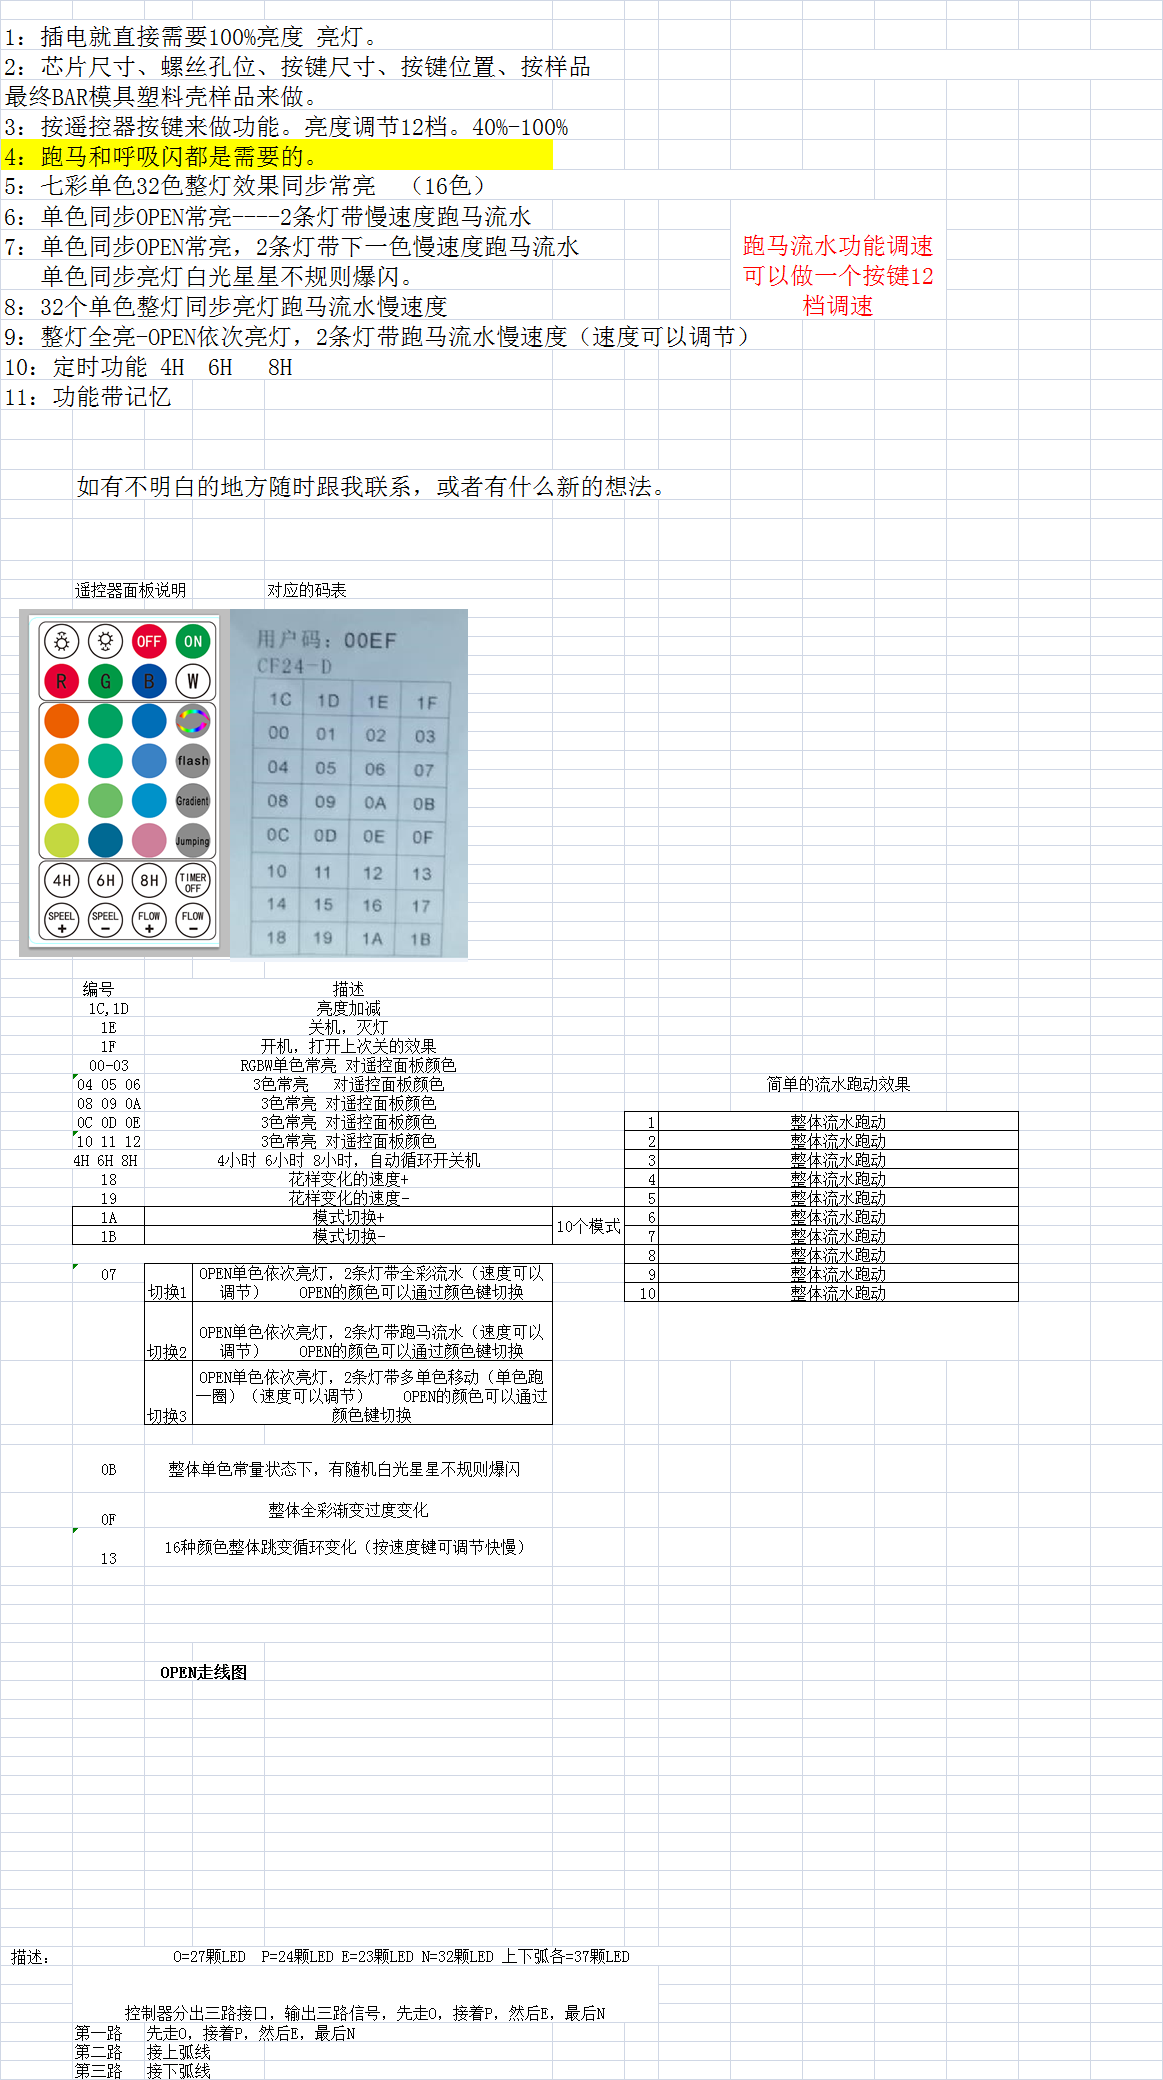 1：插电就直接需要100%亮度 亮灯。
2：芯片尺寸、螺丝孔位、按键尺寸、按键位置、按样品
最终BAR模具塑料壳样品来做。
3：按遥控器按键来做功能。亮度调节12档。40%-100%
4：跑马和呼吸闪都是需要的。
5：七彩单色32色整灯效果同步常亮 （16色）
6：单色同步OPEN常亮----2条灯带慢速度跑马流水
7：单色同步OPEN常亮，2条灯带下一色慢速度跑马流水
单色同步亮灯白光星星不规则爆闪。
跑马流水功能调速
可以做一个按键12
档调速
8：32个单色整灯同步亮灯跑马流水慢速度
9：整灯全亮-OPEN依次亮灯，2条灯带跑马流水慢速度（速度可以调节）
10：定时功能 4H 6H 8H
11：功能带记忆
如有不明白的地方随时跟我联系，或者有什么新的想法。
遥控器面板说明 对应的码表
OFF ON
R G B W
flash
Gradient
Jumping
4H 6H 8H TIMER OFF
SPEEL + SPEEL - FLOW + FLOW -
用户码：00EF
CF24-D
1C 1D 1E 1F
00 01 02 03
04 05 06 07
08 09 0A 0B
0C 0D 0E 0F
10 11 12 13
14 15 16 17
18 19 1A 1B
编号 描述
1C,1D 亮度加减
1E 关机，灭灯
1F 开机，打开上次关的效果
00-03 RGBW单色常亮 对遥控面板颜色
04 05 06 3色常亮 对遥控面板颜色
08 09 0A 3色常亮 对遥控面板颜色
0C 0D 0E 3色常亮 对遥控面板颜色
10 11 12 3色常亮 对遥控面板颜色
4H 6H 8H 4小时 6小时 8小时，自动循环开关机
18 花样变化的速度+
19 花样变化的速度-
1A 模式切换+
1B 模式切换-
10个模式
简单的流水跑动效果
1 整体流水跑动
2 整体流水跑动
3 整体流水跑动
4 整体流水跑动
5 整体流水跑动
6 整体流水跑动
7 整体流水跑动
8 整体流水跑动
9 整体流水跑动
10 整体流水跑动
07
切换1 OPEN单色依次亮灯，2条灯带全彩流水（速度可以
调节） OPEN的颜色可以通过颜色键切换
切换2 OPEN单色依次亮灯，2条灯带跑马流水（速度可以
调节） OPEN的颜色可以通过颜色键切换
切换3 OPEN单色依次亮灯，2条灯带多单色移动（单色跑
一圈）（速度可以调节） OPEN的颜色可以通过
颜色键切换
0B 整体单色常量状态下，有随机白光星星不规则爆闪
0F 整体全彩渐变过度变化
13 16种颜色整体跳变循环变化（按速度键可调节快慢）
OPEN走线图
描述： O=27颗LED P=24颗LED E=23颗LED N=32颗LED 上下弧各=37颗LED
控制器分出三路接口，输出三路信号，先走O，接着P，然后E，最后N
第一路 先走O，接着P，然后E，最后N
第二路 接上弧线
第三路 接下弧线